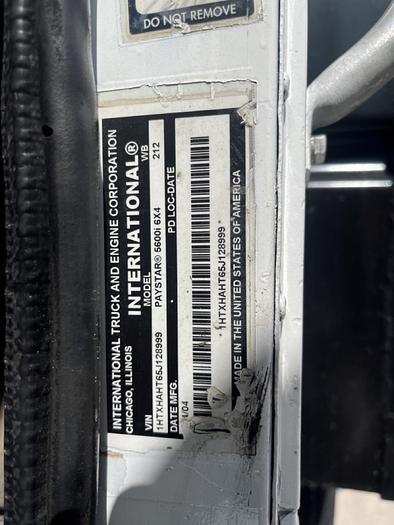 DO NOT REMOVE
INTERNATIONAL TRUCK AND ENGINE CORPORATION
CHICAGO, ILLINOIS
INTERNATIONAL®
VIN MODEL WB
1HTXHAHT65J128999 PAYSTAR® 5600i 6X4 212
DATE MFG. PD LOC-DATE
/04
*1HTXHAHT65J128999*
MADE IN THE UNITED STATES OF AMERICA